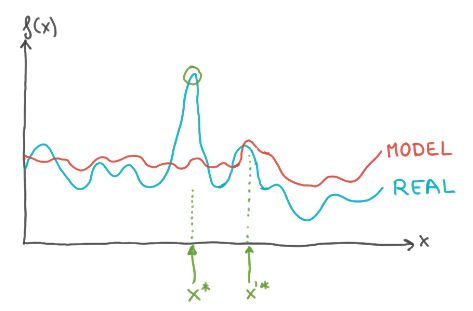 f(x)
MODEL
REAL
x
x*
x'*